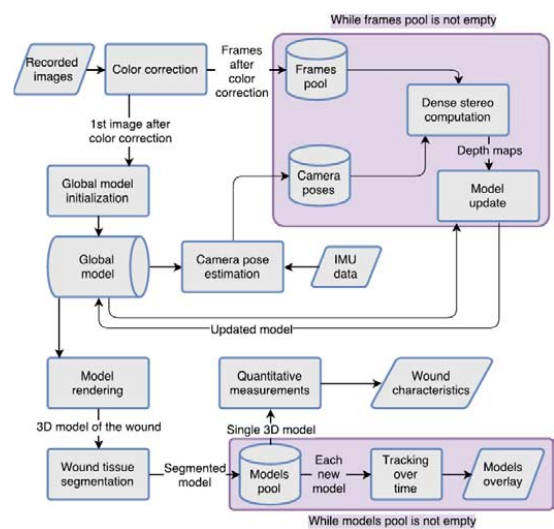 While frames pool is not empty
Recorded
images
Color correction
Frames
after
color
correction
Frames
pool
Dense stereo
computation
1st image after
color correction
Depth maps
Global model
initialization
Camera
poses
Model
update
Global
model
Camera pose
estimation
IMU
data
Updated model
Model
rendering
Quantitative
measurements
Wound
characteristics
3D model of the wound
Single 3D model
Wound tissue
segmentation
Segmented
model
Models
pool
Each
new
model
Tracking
over
time
Models
overlay
While models pool is not empty